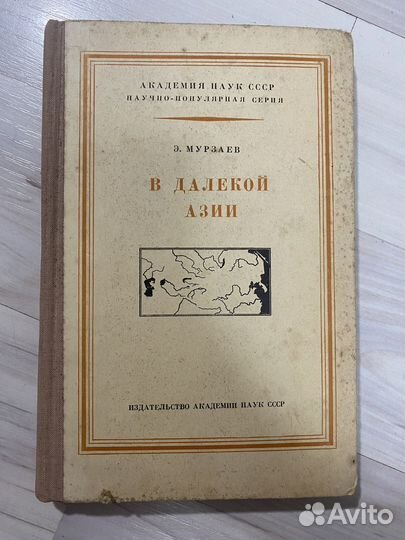 АКАДЕМИЯ НАУК СССР
НАУЧНО-ПОПУЛЯРНАЯ СЕРИЯ
Э. МУРЗАЕВ
В ДАЛЕКОЙ
АЗИИ
ИЗДАТЕЛЬСТВО АКАДЕМИИ НАУК СССР
Avito